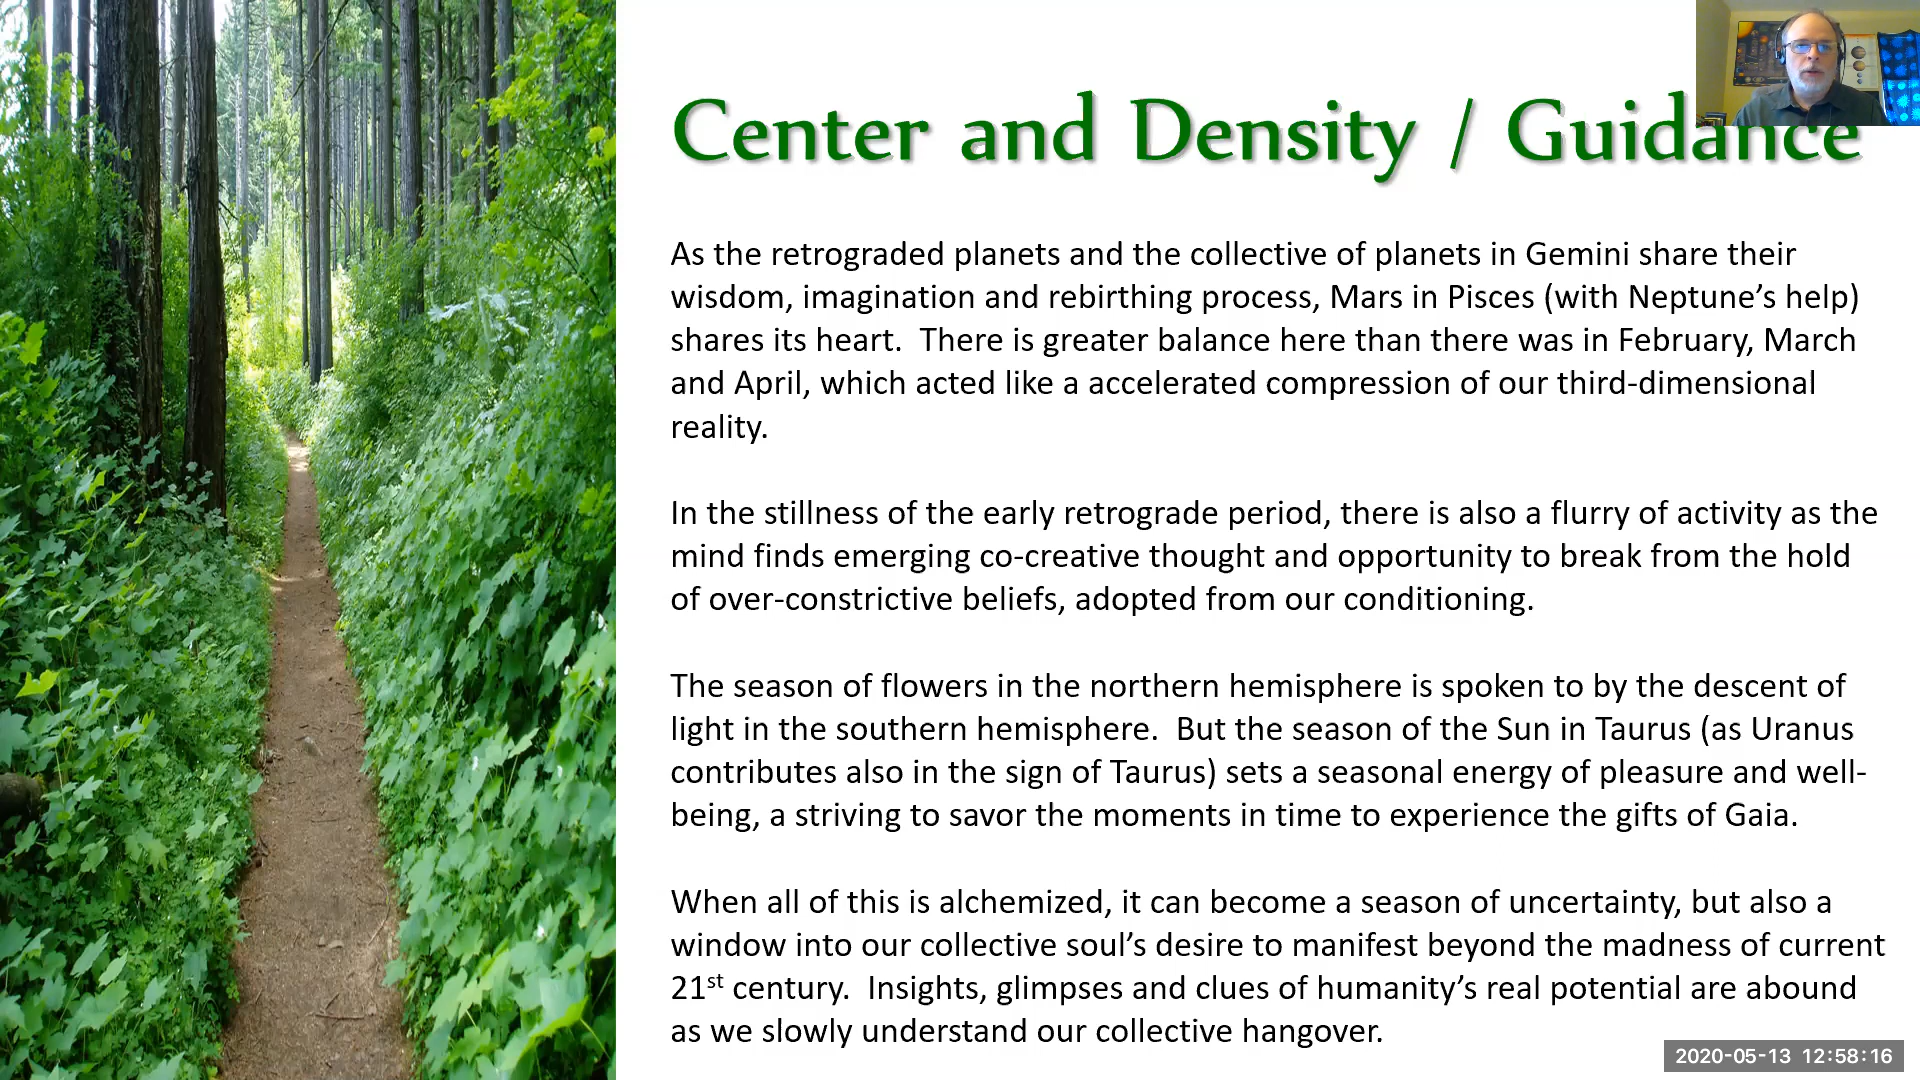 Center and Density / Guidance
As the retrograded planets and the collective of planets in Gemini share their
wisdom, imagination and rebirthing process, Mars in Pisces (with Neptune’s help)
shares its heart.  There is greater balance here than there was in February, March
and April, which acted like a accelerated compression of our third-dimensional
reality.
In the stillness of the early retrograde period, there is also a flurry of activity as the
mind finds emerging co-creative thought and opportunity to break from the hold
of over-constrictive beliefs, adopted from our conditioning.
The season of flowers in the northern hemisphere is spoken to by the descent of
light in the southern hemisphere.  But the season of the Sun in Taurus (as Uranus
contributes also in the sign of Taurus) sets a seasonal energy of pleasure and well-
being, a striving to savor the moments in time to experience the gifts of Gaia.
When all of this is alchemized, it can become a season of uncertainty, but also a
window into our collective soul’s desire to manifest beyond the madness of current
21st century.  Insights, glimpses and clues of humanity’s real potential are abound
as we slowly understand our collective hangover.
2020-05-13 12:58:16